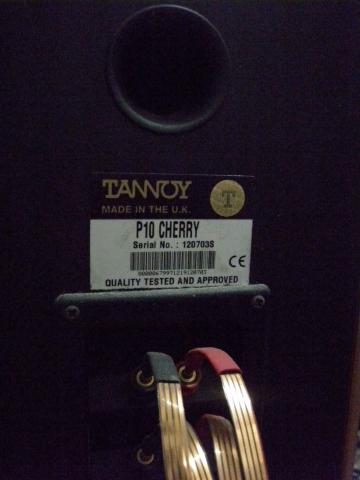 TANNOY
T
MADE IN THE U.K.
P10 CHERRY
Serial No. : 120703S
CE
QUALITY TESTED AND APPROVED